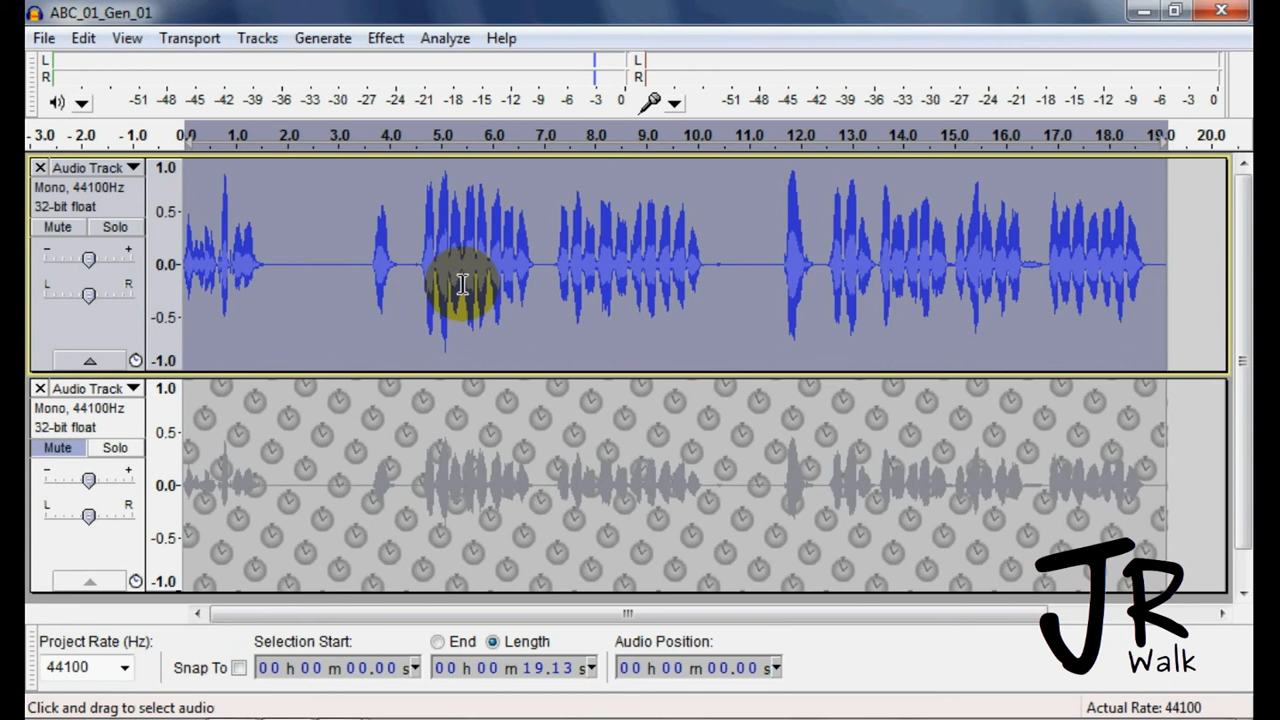 ABC_01_Gen_01
File Edit View Transport Tracks Generate Effect Analyze Help
L
R
-51 -48 -45 -42 -39 -36 -33 -30 -27 -24 -21 -18 -15 -12 -9 -6 -3 0
L
R
-51 -48 -45 -42 -39 -36 -33 -30 -27 -24 -21 -18 -15 -12 -9 -6 -3 0
- 3.0 -2.0 -1.0 0.0 1.0 2.0 3.0 4.0 5.0 6.0 7.0 8.0 9.0 10.0 11.0 12.0 13.0 14.0 15.0 16.0 17.0 18.0 19.0 20.0
Audio Track
Mono, 44100Hz
32-bit float
Mute Solo
- +
L R
1.0
0.5
0.0
-0.5
-1.0
Audio Track
Mono, 44100Hz
32-bit float
Mute Solo
- +
L R
1.0
0.5
0.0
-0.5
-1.0
Project Rate (Hz):
44100
Snap To
Selection Start:
00 h 00 m 00.00 s
End Length
00 h 00 m 19.13 s
Audio Position:
00 h 00 m 00.00 s
JR
Walk
Click and drag to select audio
Actual Rate: 44100